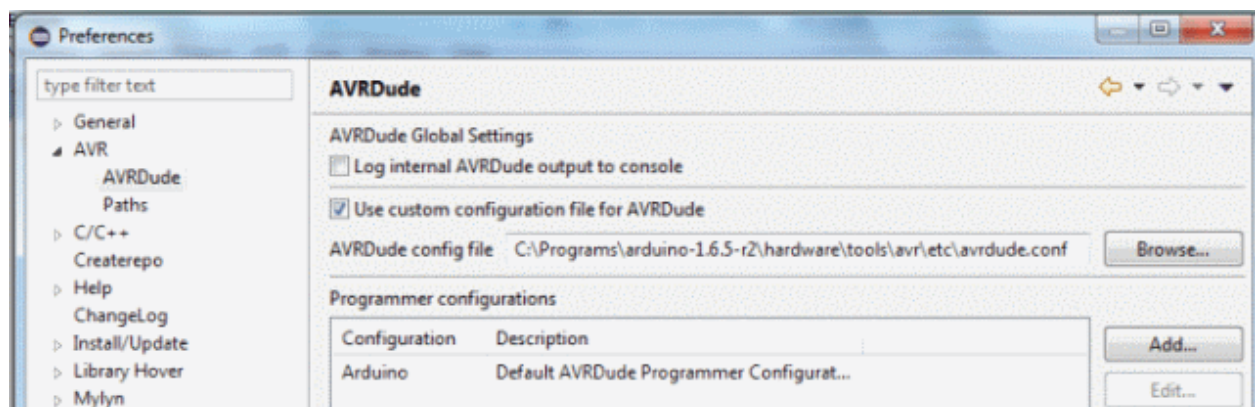 Preferences
type filter text
General
AVR
AVRDude
Paths
C/C++
Createrepo
Help
ChangeLog
Install/Update
Library Hover
Mylyn
AVRDude
AVRDude Global Settings
Log internal AVRDude output to console
Use custom configuration file for AVRDude
AVRDude config file C:\Programs\arduino-1.6.5-r2\hardware\tools\avr\etc\avrdude.conf Browse...
Programmer configurations
Configuration Description
Add...
Arduino Default AVRDude Programmer Configurat...
Edit...